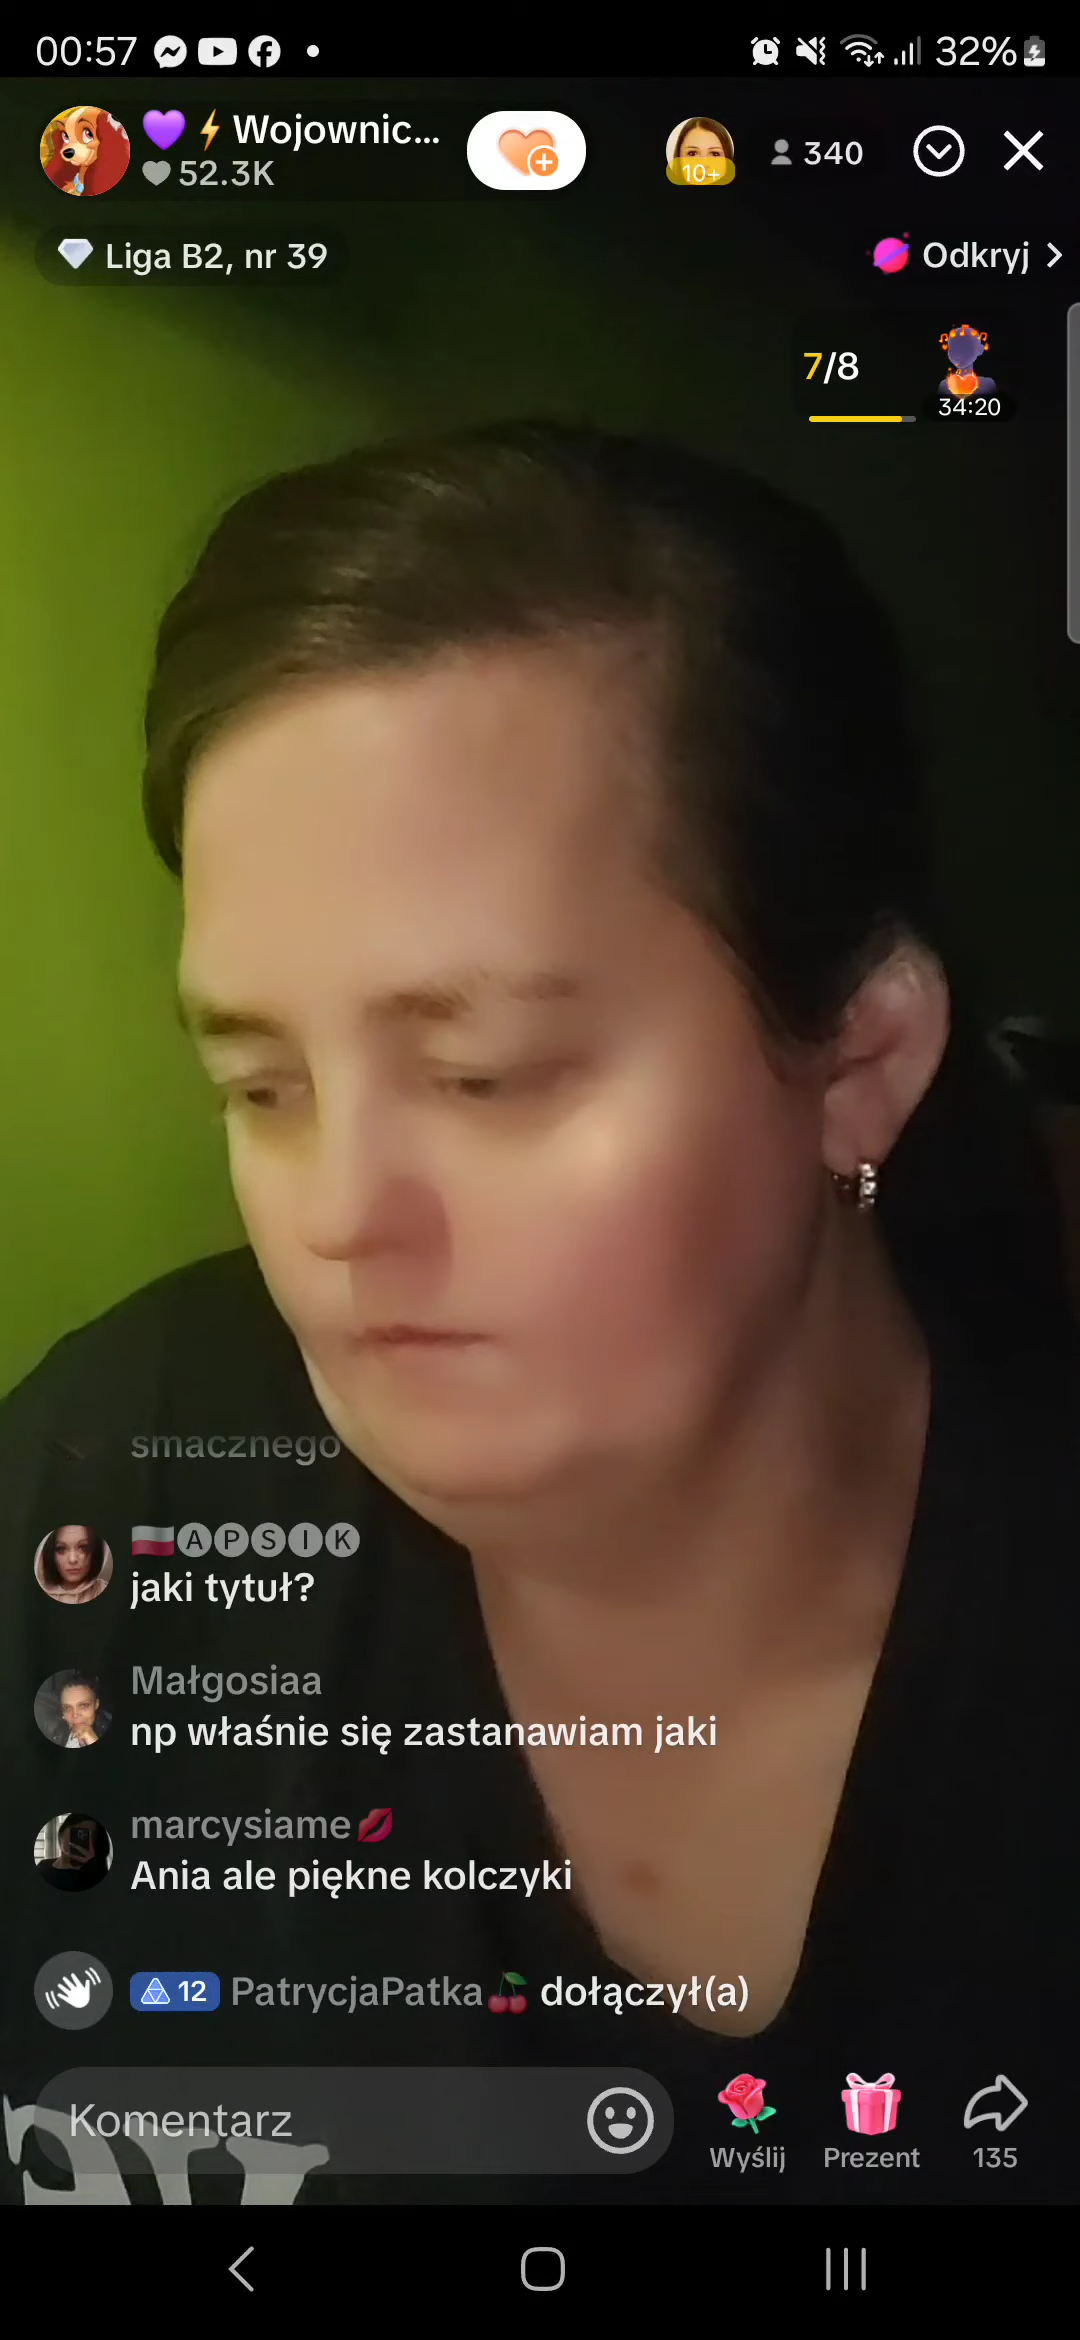 00:57
32%
💜⚡Wojownic...
52.3K
10+
340
Liga B2, nr 39
Odkryj
7/8
34:20
smacznego
🇵🇱🅐🅟🅢🅘🅚
jaki tytuł?
Małgosiaa
np właśnie się zastanawiam jaki
marcysiame💋
Ania ale piękne kolczyki
12 PatrycjaPatka🍒 dołączył(a)
Komentarz
Wyślij
Prezent
135